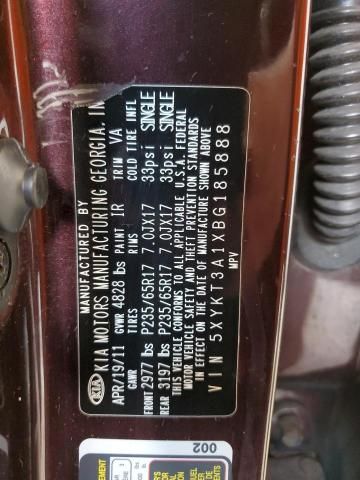 MANUFACTURED BY
KIA KIA MOTORS MANUFACTURING GEORGIA, IN
APR/19/11 GVWR 4828 lbs PAINT IR TRIM VA
GAWR TIRES RIMS COLD TIRE INFL
FRONT 2977 lbs P235/65R17 7.0JX17 33psi SINGLE
REAR 3197 lbs P235/65R17 7.0JX17 33psi SINGLE
THIS VEHICLE CONFORMS TO ALL APPLICABLE U.S.A. FEDERAL
MOTOR VEHICLE SAFETY AND THEFT PREVENTION STANDARDS
IN EFFECT ON THE DATE OF MANUFACTURE SHOWN ABOVE
VIN 5XYKT3A1XBG185888
MPV
002